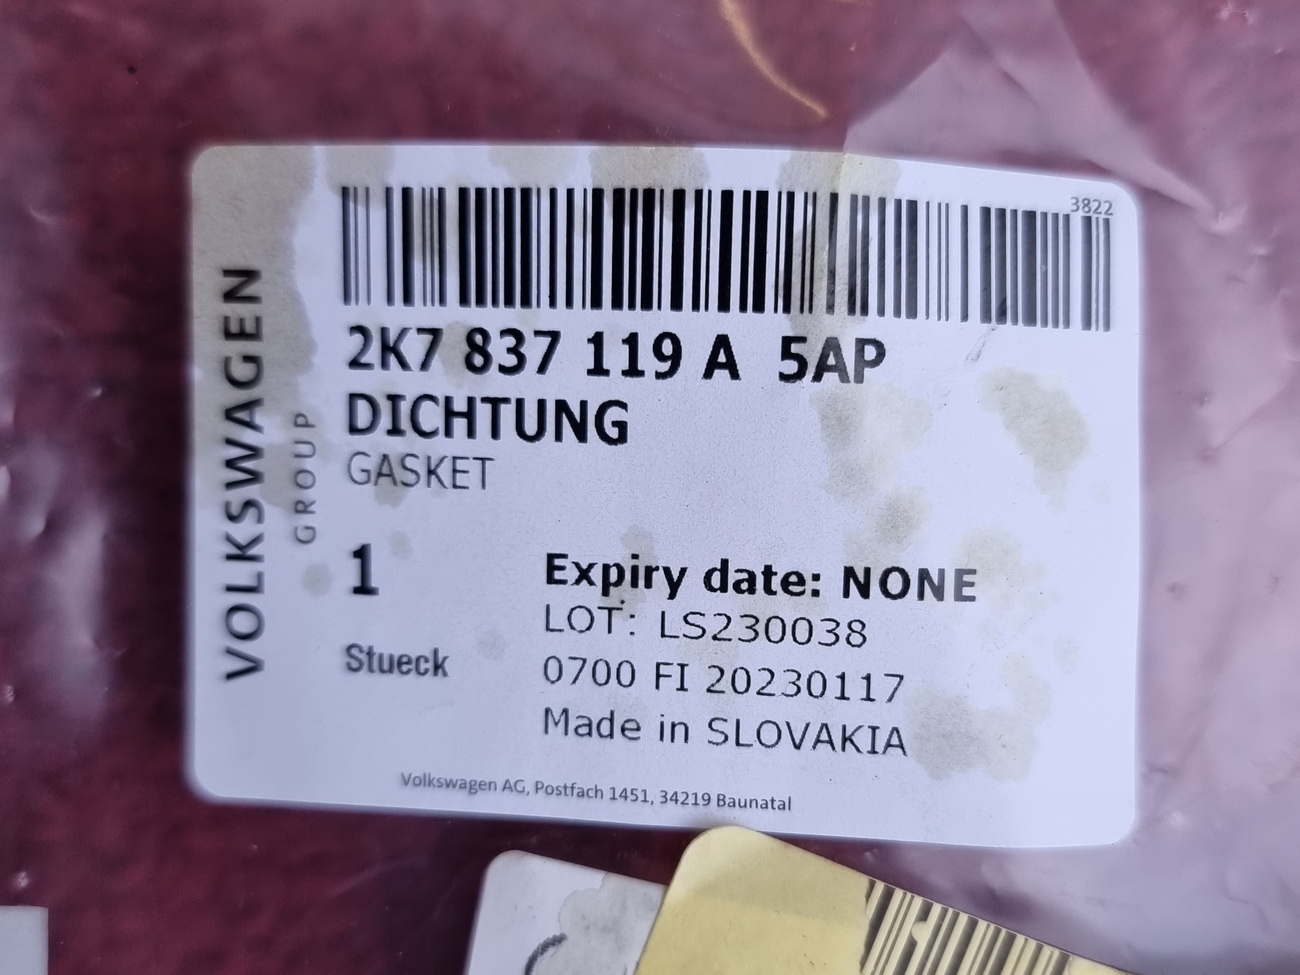 3822
VOLKSWAGEN
GROUP
2K7 837 119 A 5AP
DICHTUNG
GASKET
1
Stueck
Expiry date: NONE
LOT: LS230038
0700 FI 20230117
Made in SLOVAKIA
Volkswagen AG, Postfach 1451, 34219 Baunatal